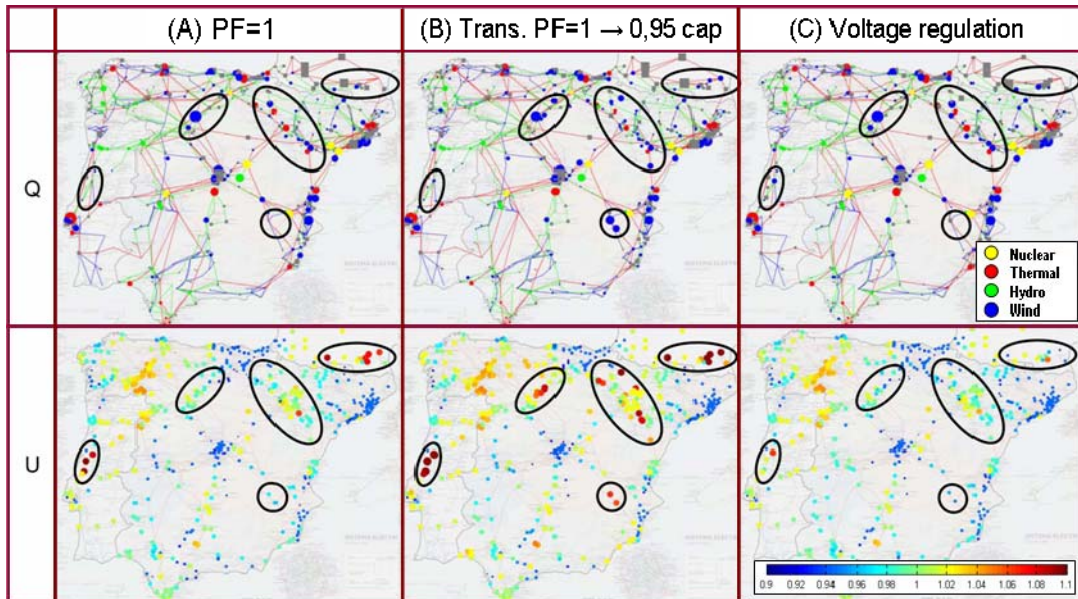 (A) PF=1
(B) Trans. PF=1 → 0,95 cap
(C) Voltage regulation
Q
Nuclear
Thermal
Hydro
Wind
U
0.9 0.92 0.94 0.96 0.98 1 1.02 1.04 1.06 1.08 1.1